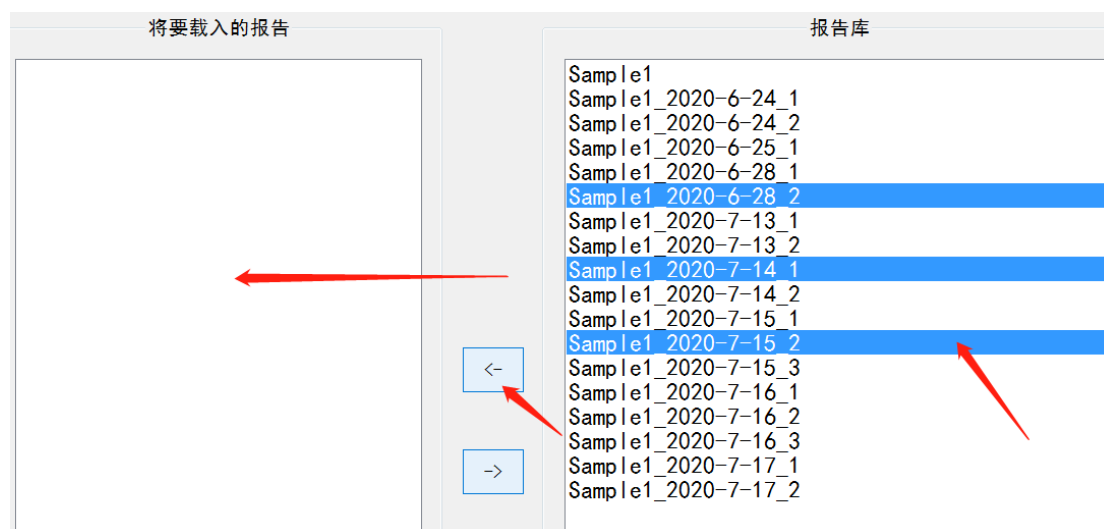 将要载入的报告
报告库
Sample1
Sample1_2020-6-24_1
Sample1_2020-6-24_2
Sample1_2020-6-25_1
Sample1_2020-6-28_1
Sample1_2020-6-28_2
Sample1_2020-7-13_1
Sample1_2020-7-13_2
Sample1_2020-7-14_1
Sample1_2020-7-14_2
Sample1_2020-7-15_1
Sample1_2020-7-15_2
Sample1_2020-7-15_3
Sample1_2020-7-16_1
Sample1_2020-7-16_2
Sample1_2020-7-16_3
Sample1_2020-7-17_1
Sample1_2020-7-17_2
<-
->